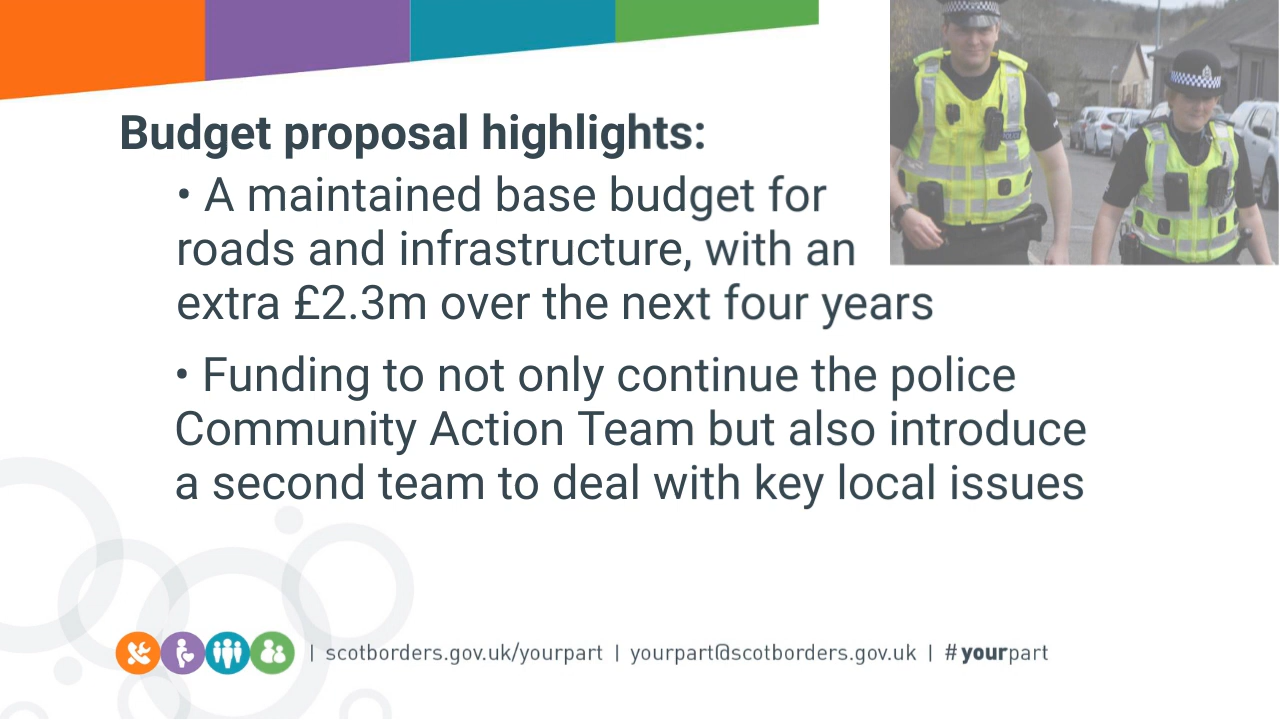 Budget proposal highlights:
• A maintained base budget for
roads and infrastructure, with an
extra £2.3m over the next four years
• Funding to not only continue the police
Community Action Team but also introduce
a second team to deal with key local issues
| scotborders.gov.uk/yourpart | yourpart@scotborders.gov.uk | #yourpart